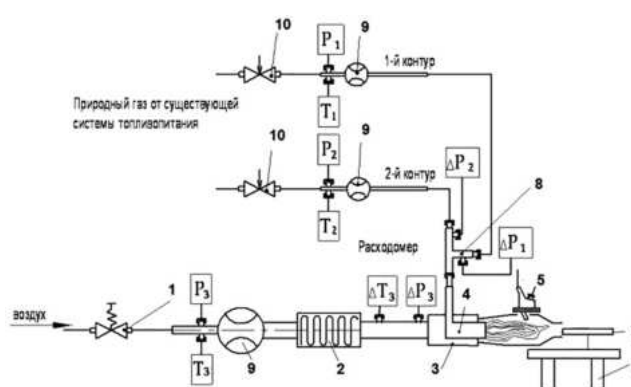 10
P1
9
1-й контур
Природный газ от существующей
системы топливопитания
T1
10
P2
9
2-й контур
ΔP2
8
T2
Расходомер
ΔP1
P3
ΔT3
ΔP3
5
1
4
воздух
T3
9
2
3